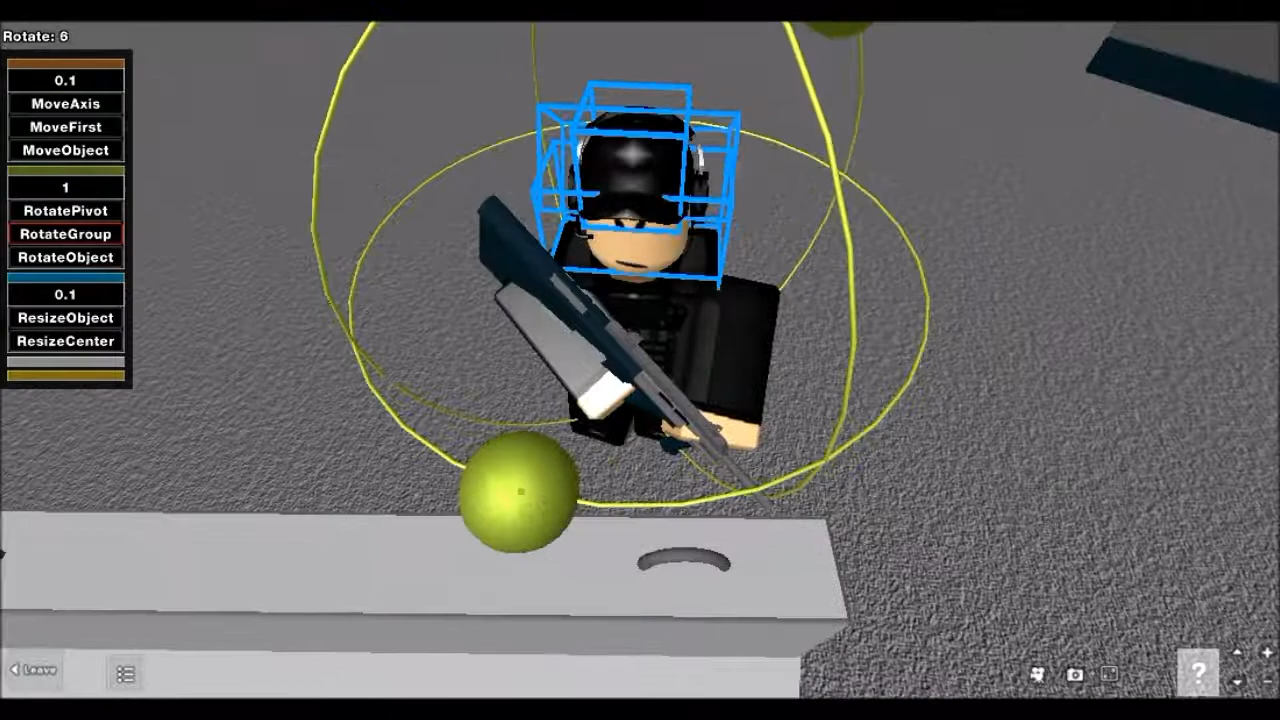 Rotate: 6
0.1
MoveAxis
MoveFirst
MoveObject
1
RotatePivot
RotateGroup
RotateObject
0.1
ResizeObject
ResizeCenter
Leave
?